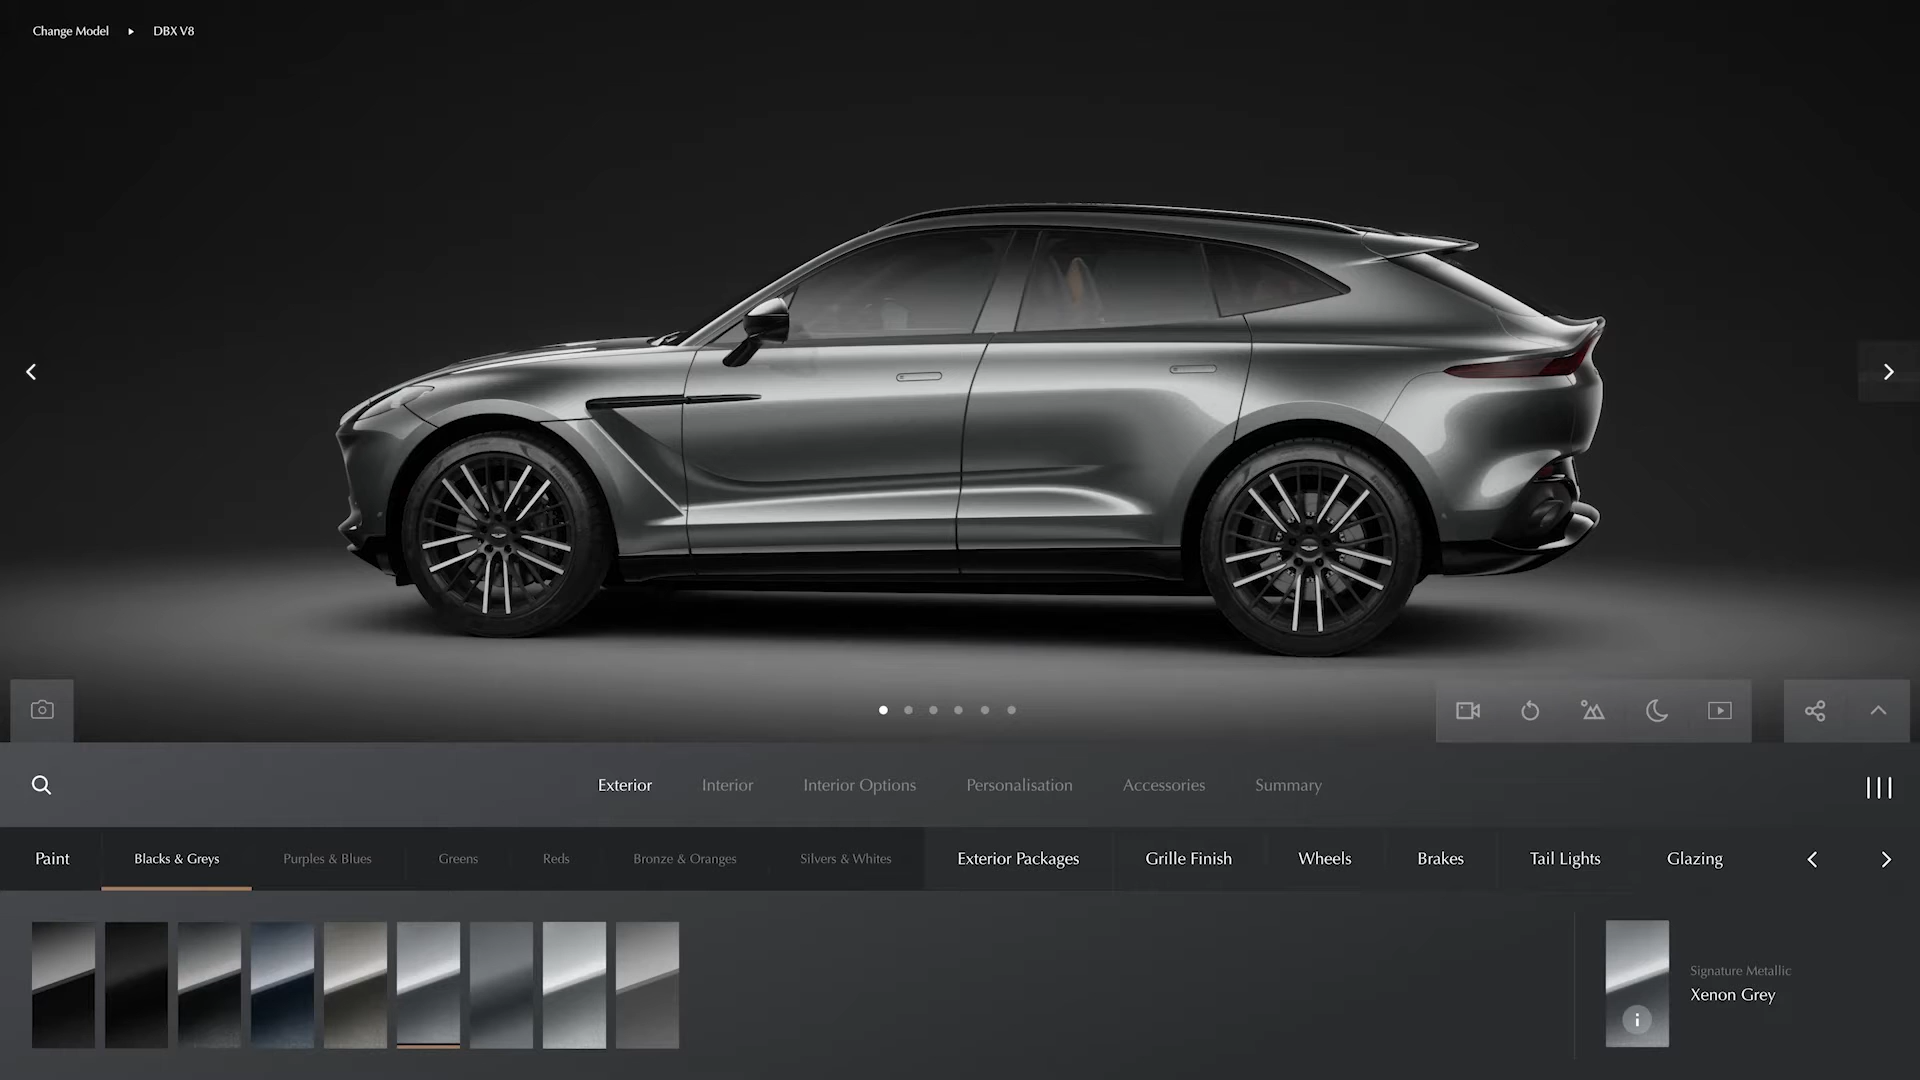 Change Model
DBX V8
Exterior
Interior
Interior Options
Personalisation
Accessories
Summary
Paint
Blacks & Greys
Purples & Blues
Greens
Reds
Bronze & Oranges
Silvers & Whites
Exterior Packages
Grille Finish
Wheels
Brakes
Tail Lights
Glazing
Signature Metallic
Xenon Grey